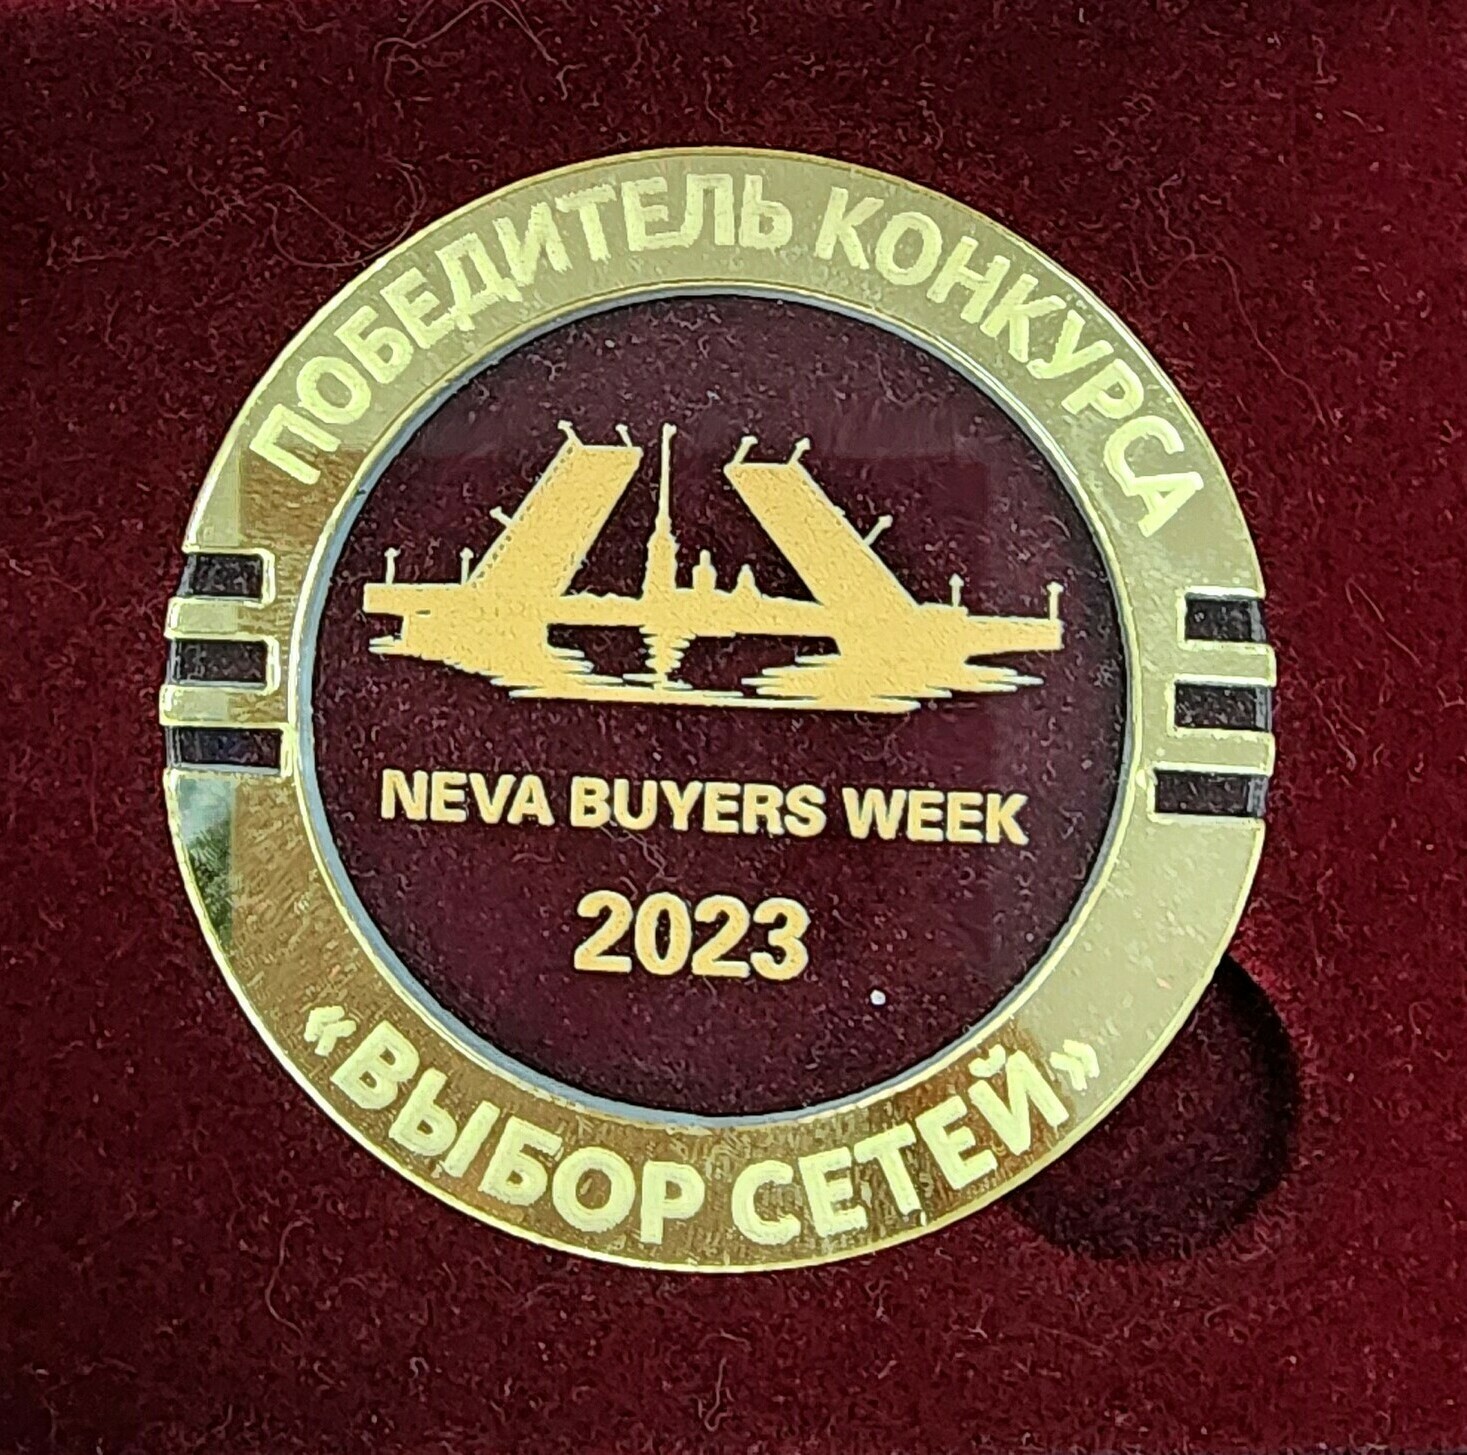 ПОБЕДИТЕЛЬ КОНКУРСА
NEVA BUYERS WEEK
2023
«ВЫБОР СЕТЕЙ»